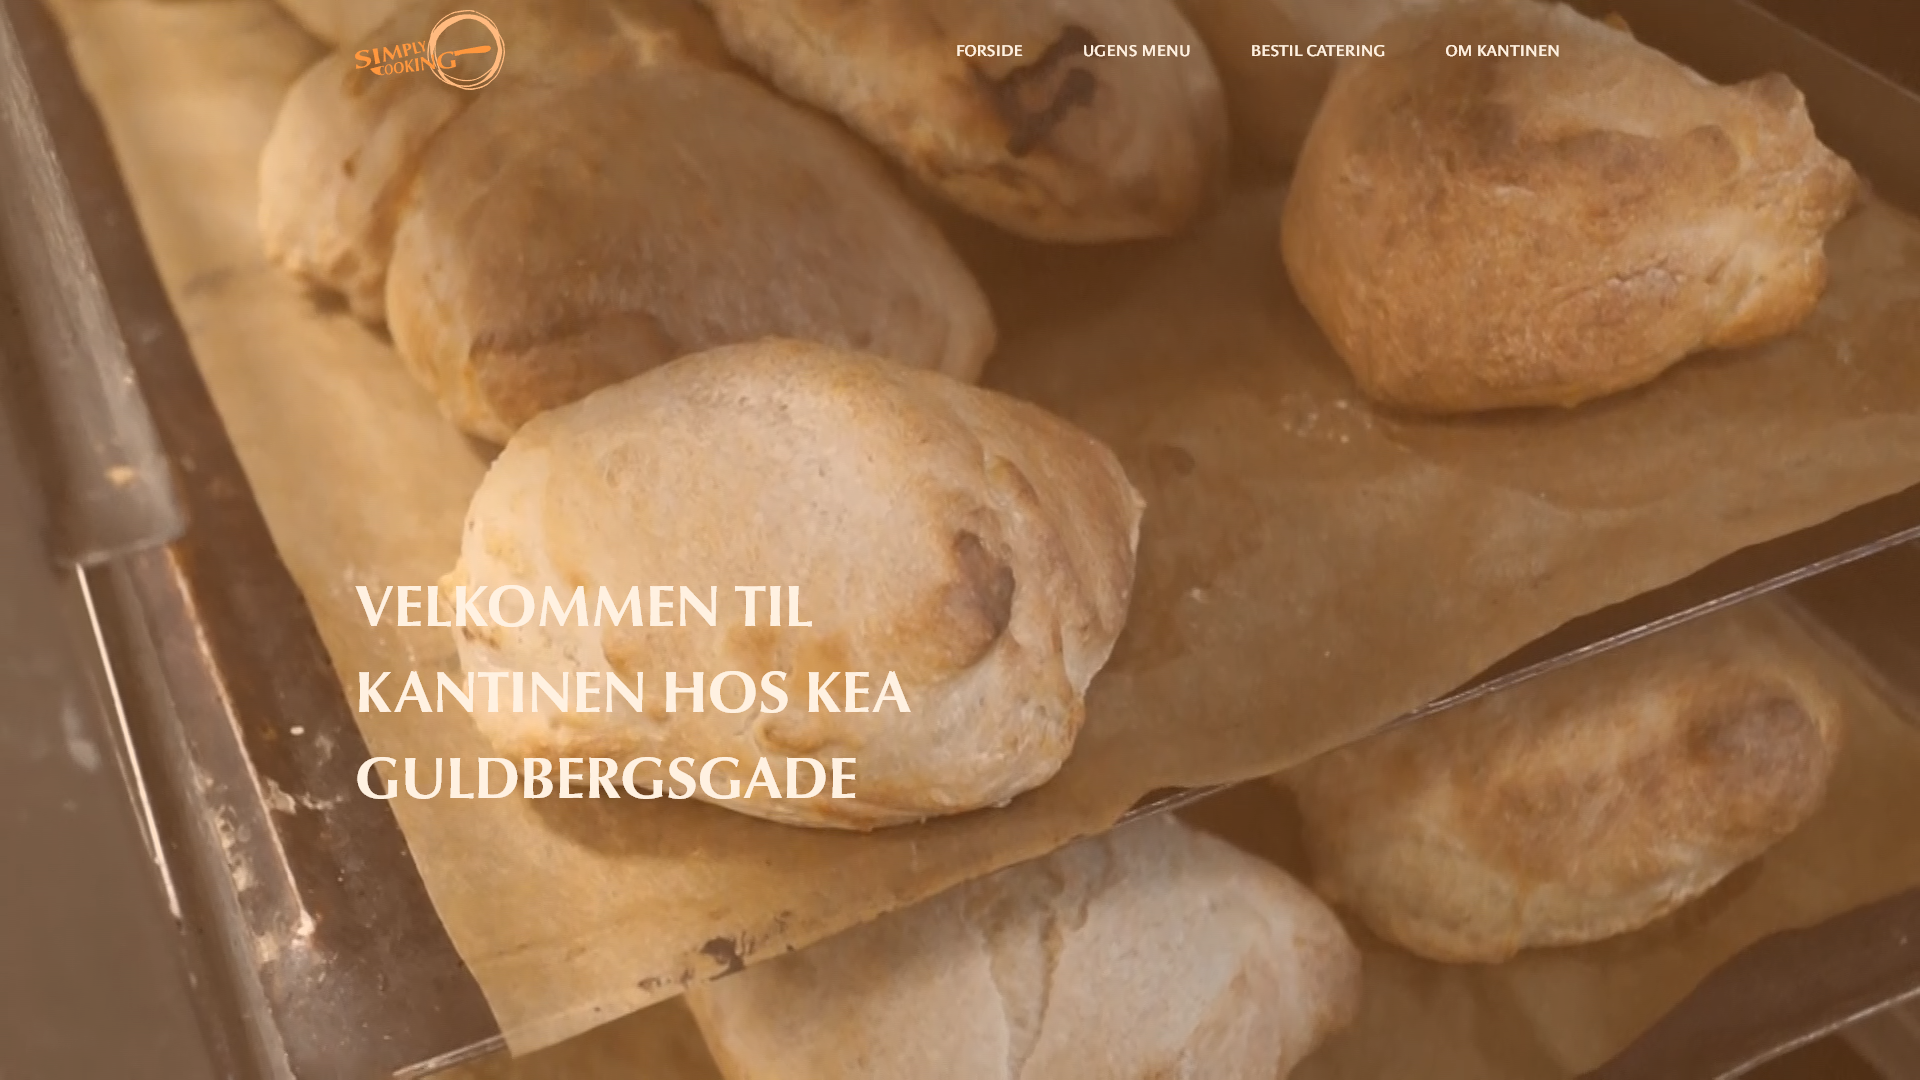 SIMPLY
COOKING
FORSIDE
UGENS MENU
BESTIL CATERING
OM KANTINEN
VELKOMMEN TIL
KANTINEN HOS KEA
GULDBERGSGADE